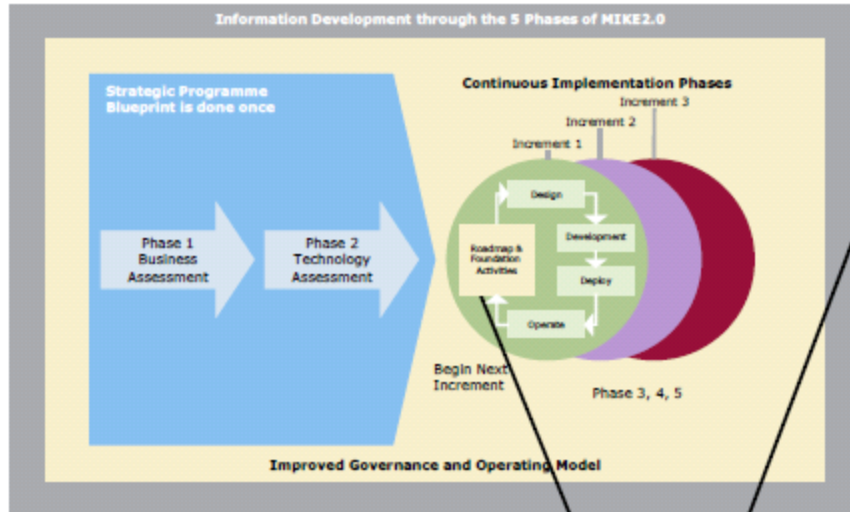 Information Development through the 5 Phases of MIKE2.0
Strategic Programme
Blueprint is done once
Continuous Implementation Phases
Increment 3
Increment 2
Increment 1
Phase 1
Business
Assessment
Phase 2
Technology
Assessment
Design
Development
Roadmap &
Foundation
Activities
Deploy
Operate
Begin Next
Increment
Phase 3, 4, 5
Improved Governance and Operating Model